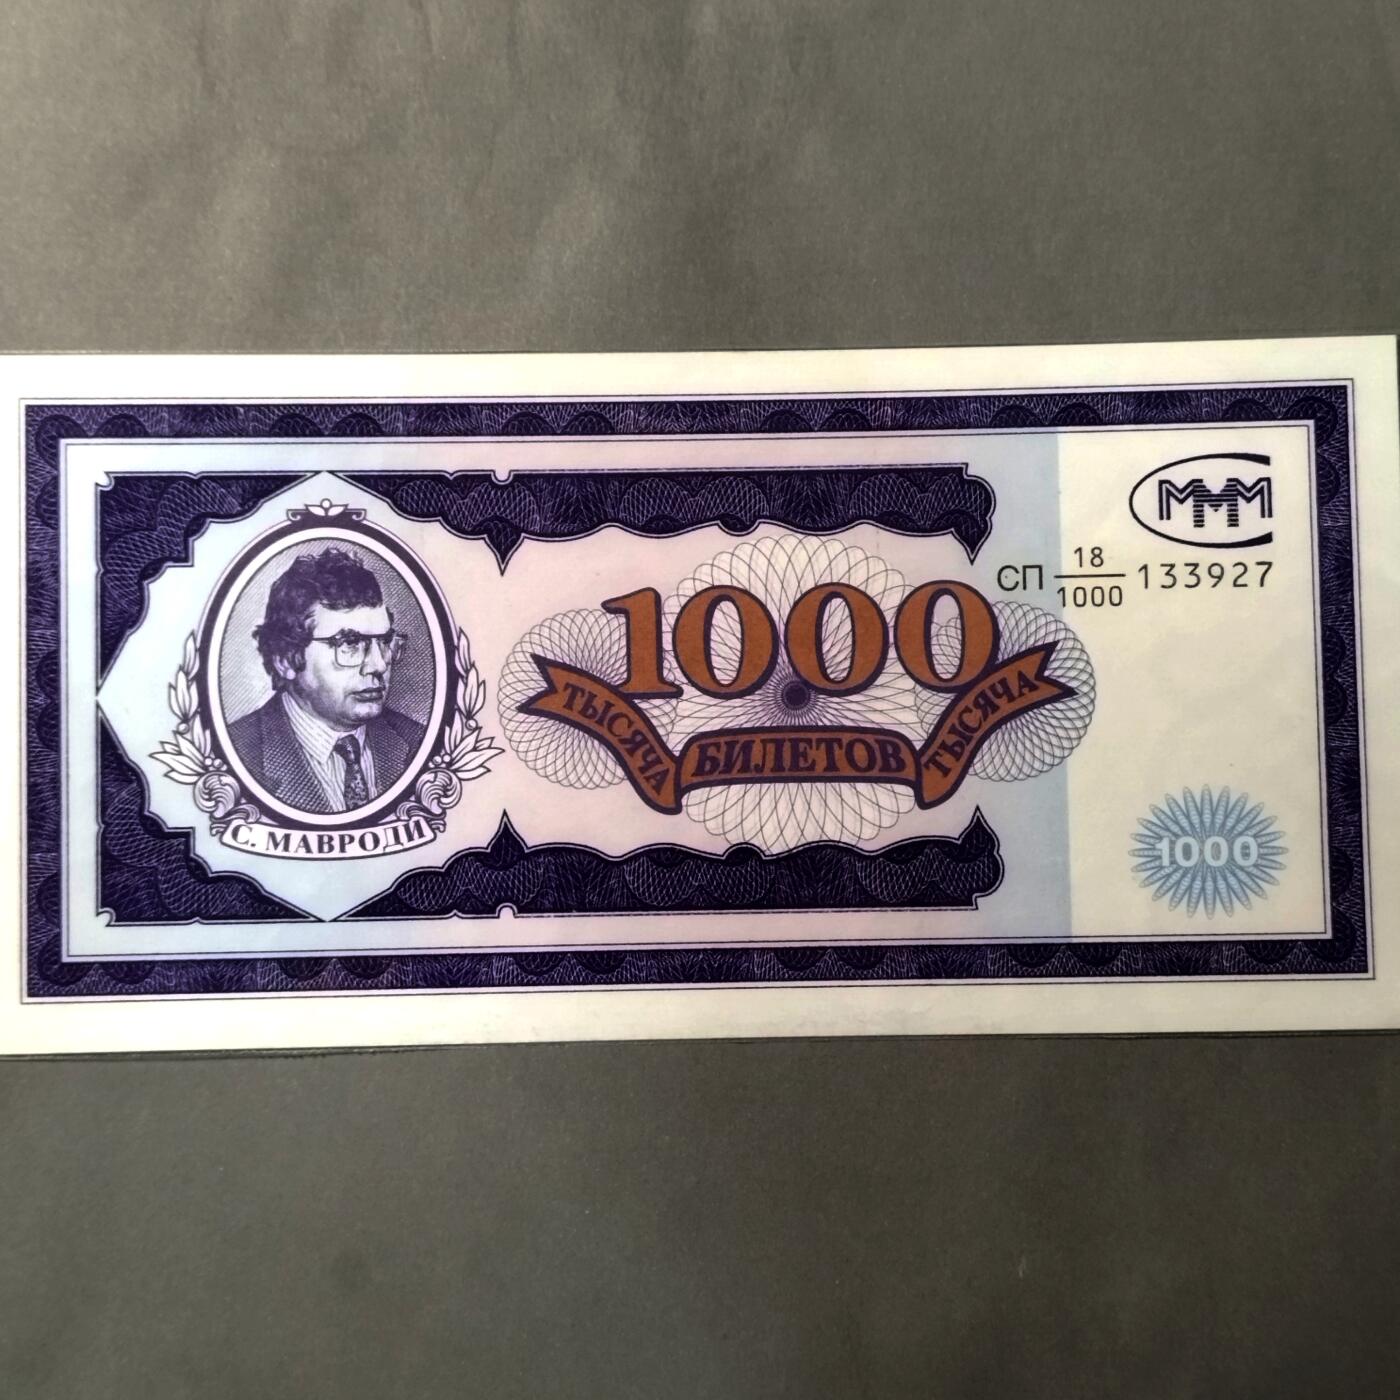 МММ
СП 18/1000 133927
1000
ТЫСЯЧА БИЛЕТОВ ТЫСЯЧА
С. МАВРОДИ
1000